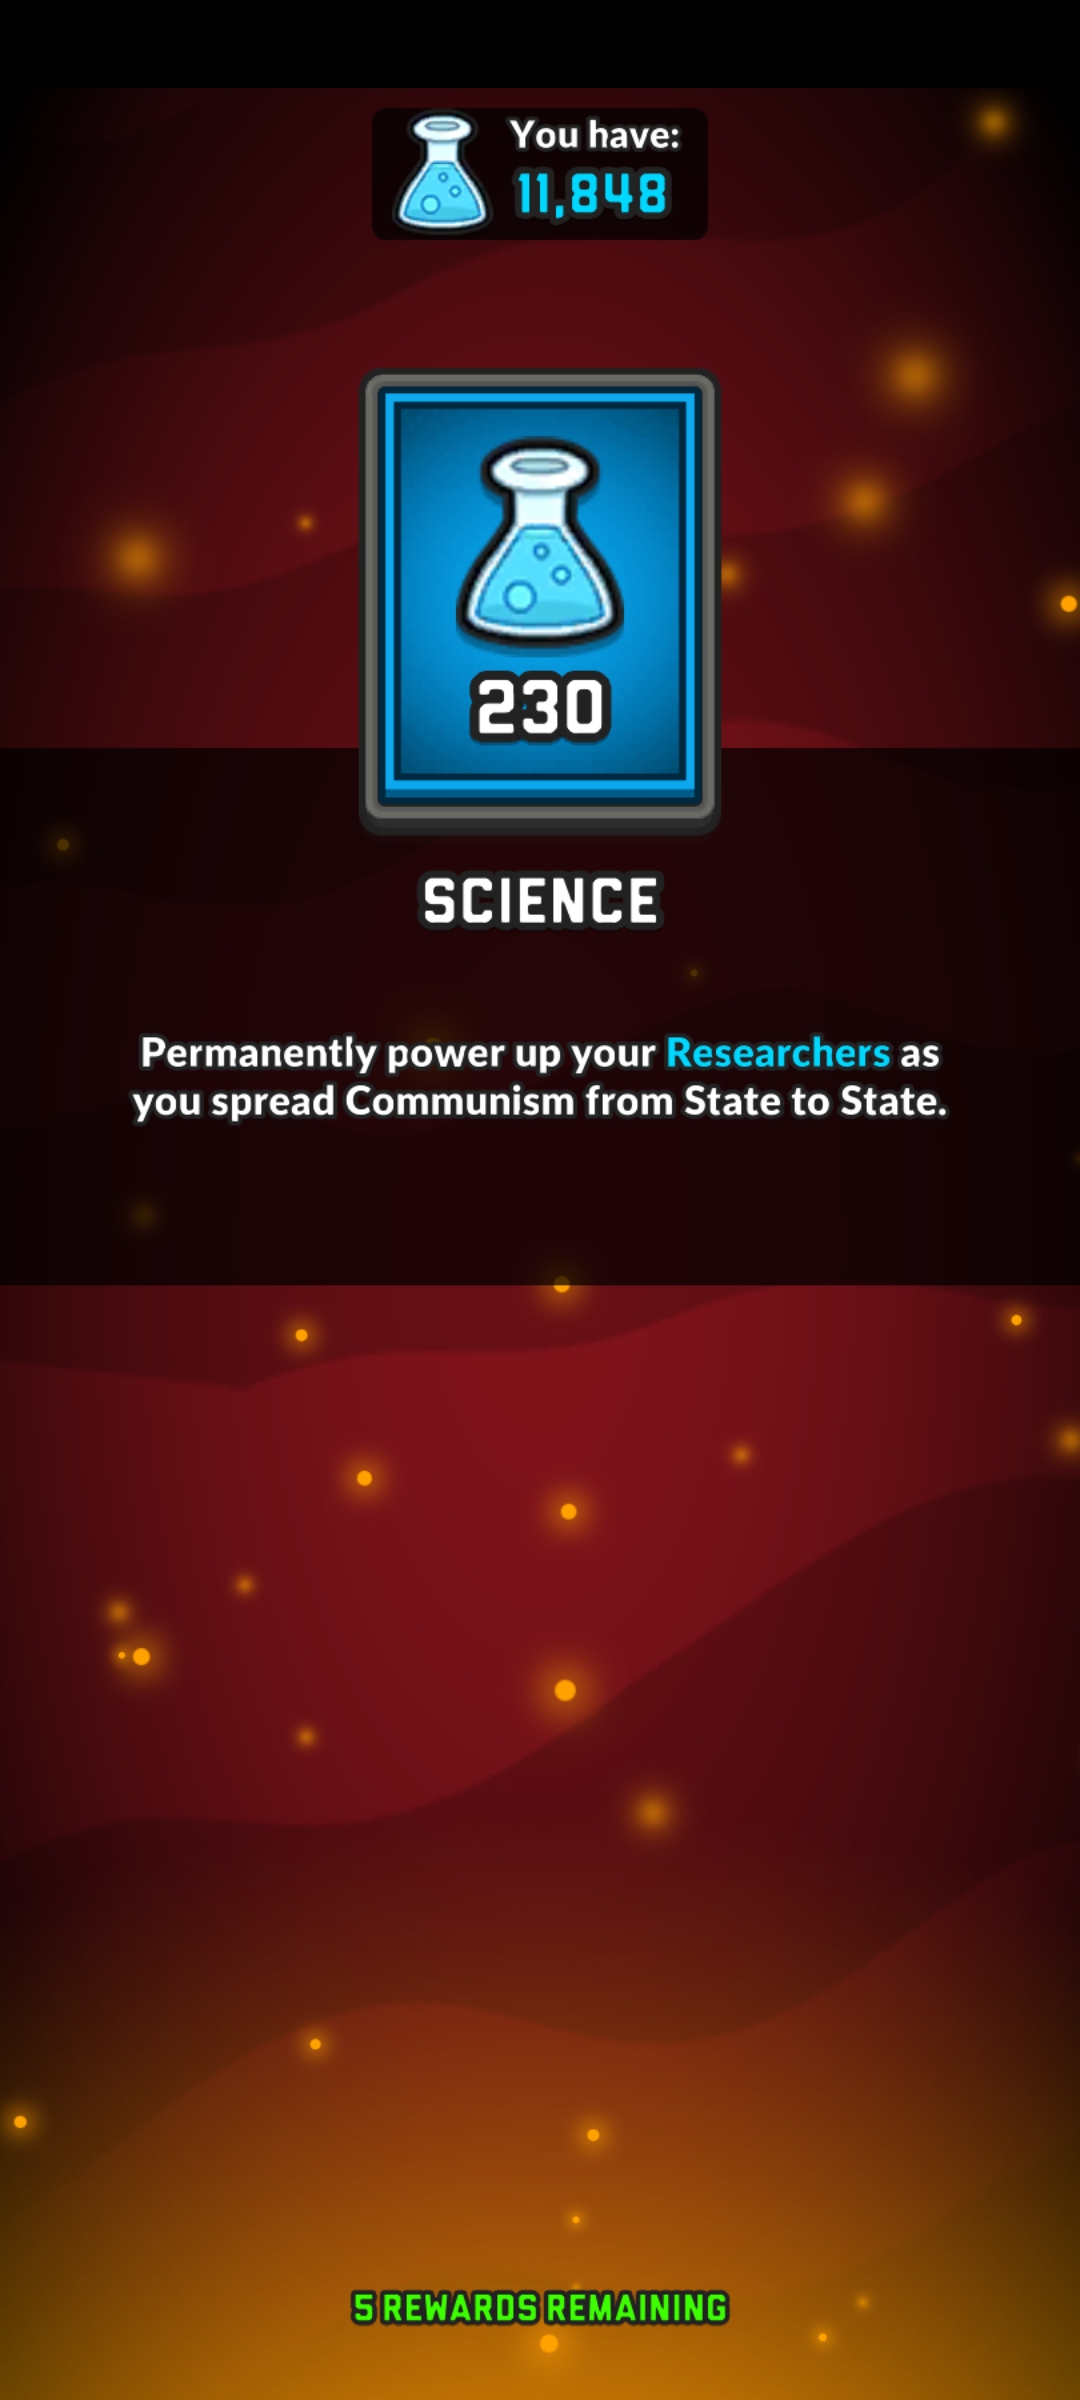 You have:
11,848
230
SCIENCE
Permanently power up your Researchers as
you spread Communism from State to State.
5 REWARDS REMAINING